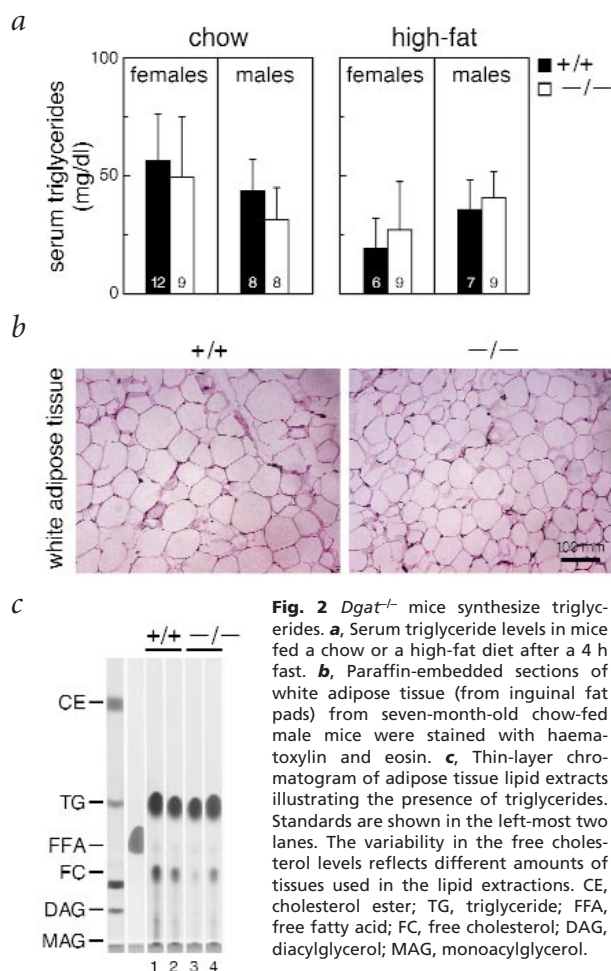 a
chow
high-fat
females
males
females
males
+/+
−/−
100
50
0
serum triglycerides
(mg/dl)
12
9
8
8
6
9
7
9
b
+/+
−/−
white adipose tissue
100 mm
c
+/+
−/−
CE
TG
FFA
FC
DAG
MAG
1 2 3 4
Fig. 2 Dgat−/− mice synthesize triglyc-
erides. a, Serum triglyceride levels in mice
fed a chow or a high-fat diet after a 4 h
fast. b, Paraffin-embedded sections of
white adipose tissue (from inguinal fat
pads) from seven-month-old chow-fed
male mice were stained with haema-
toxylin and eosin. c, Thin-layer chro-
matogram of adipose tissue lipid extracts
illustrating the presence of triglycerides.
Standards are shown in the left-most two
lanes. The variability in the free choles-
terol levels reflects different amounts of
tissues used in the lipid extractions. CE,
cholesterol ester; TG, triglyceride; FFA,
free fatty acid; FC, free cholesterol; DAG,
diacylglycerol; MAG, monoacylglycerol.